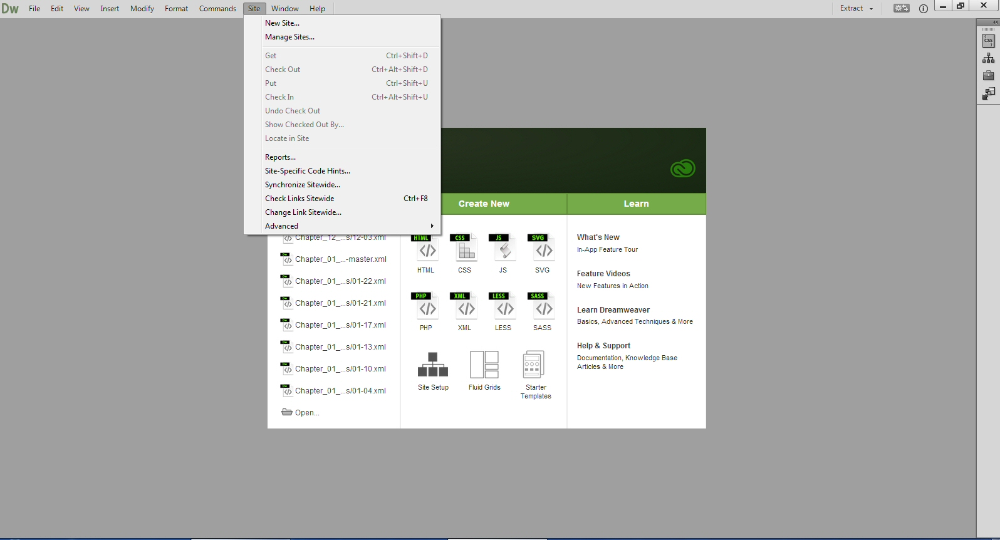 Dw File Edit View Insert Modify Format Commands Site Window Help Extract
New Site...
Manage Sites...
Get Ctrl+Shift+D
Check Out Ctrl+Alt+Shift+D
Put Ctrl+Shift+U
Check In Ctrl+Alt+Shift+U
Undo Check Out
Show Checked Out By...
Locate in Site
Reports...
Site-Specific Code Hints...
Synchronize Sitewide...
Check Links Sitewide Ctrl+F8
Change Link Sitewide...
Advanced
CSS
Chapter_12_...s/12-03.xml
Chapter_01_...-master.xml
Chapter_01_...s/01-22.xml
Chapter_01_...s/01-21.xml
Chapter_01_...s/01-17.xml
Chapter_01_...s/01-13.xml
Chapter_01_...s/01-10.xml
Chapter_01_...s/01-04.xml
Open...
Create New
HTML CSS JS SVG
HTML CSS JS SVG
PHP XML LESS SASS
PHP XML LESS SASS
Site Setup
Fluid Grids
Starter
Templates
Learn
What's New
In-App Feature Tour
Feature Videos
New Features in Action
Learn Dreamweaver
Basics, Advanced Techniques & More
Help & Support
Documentation, Knowledge Base
Articles & More